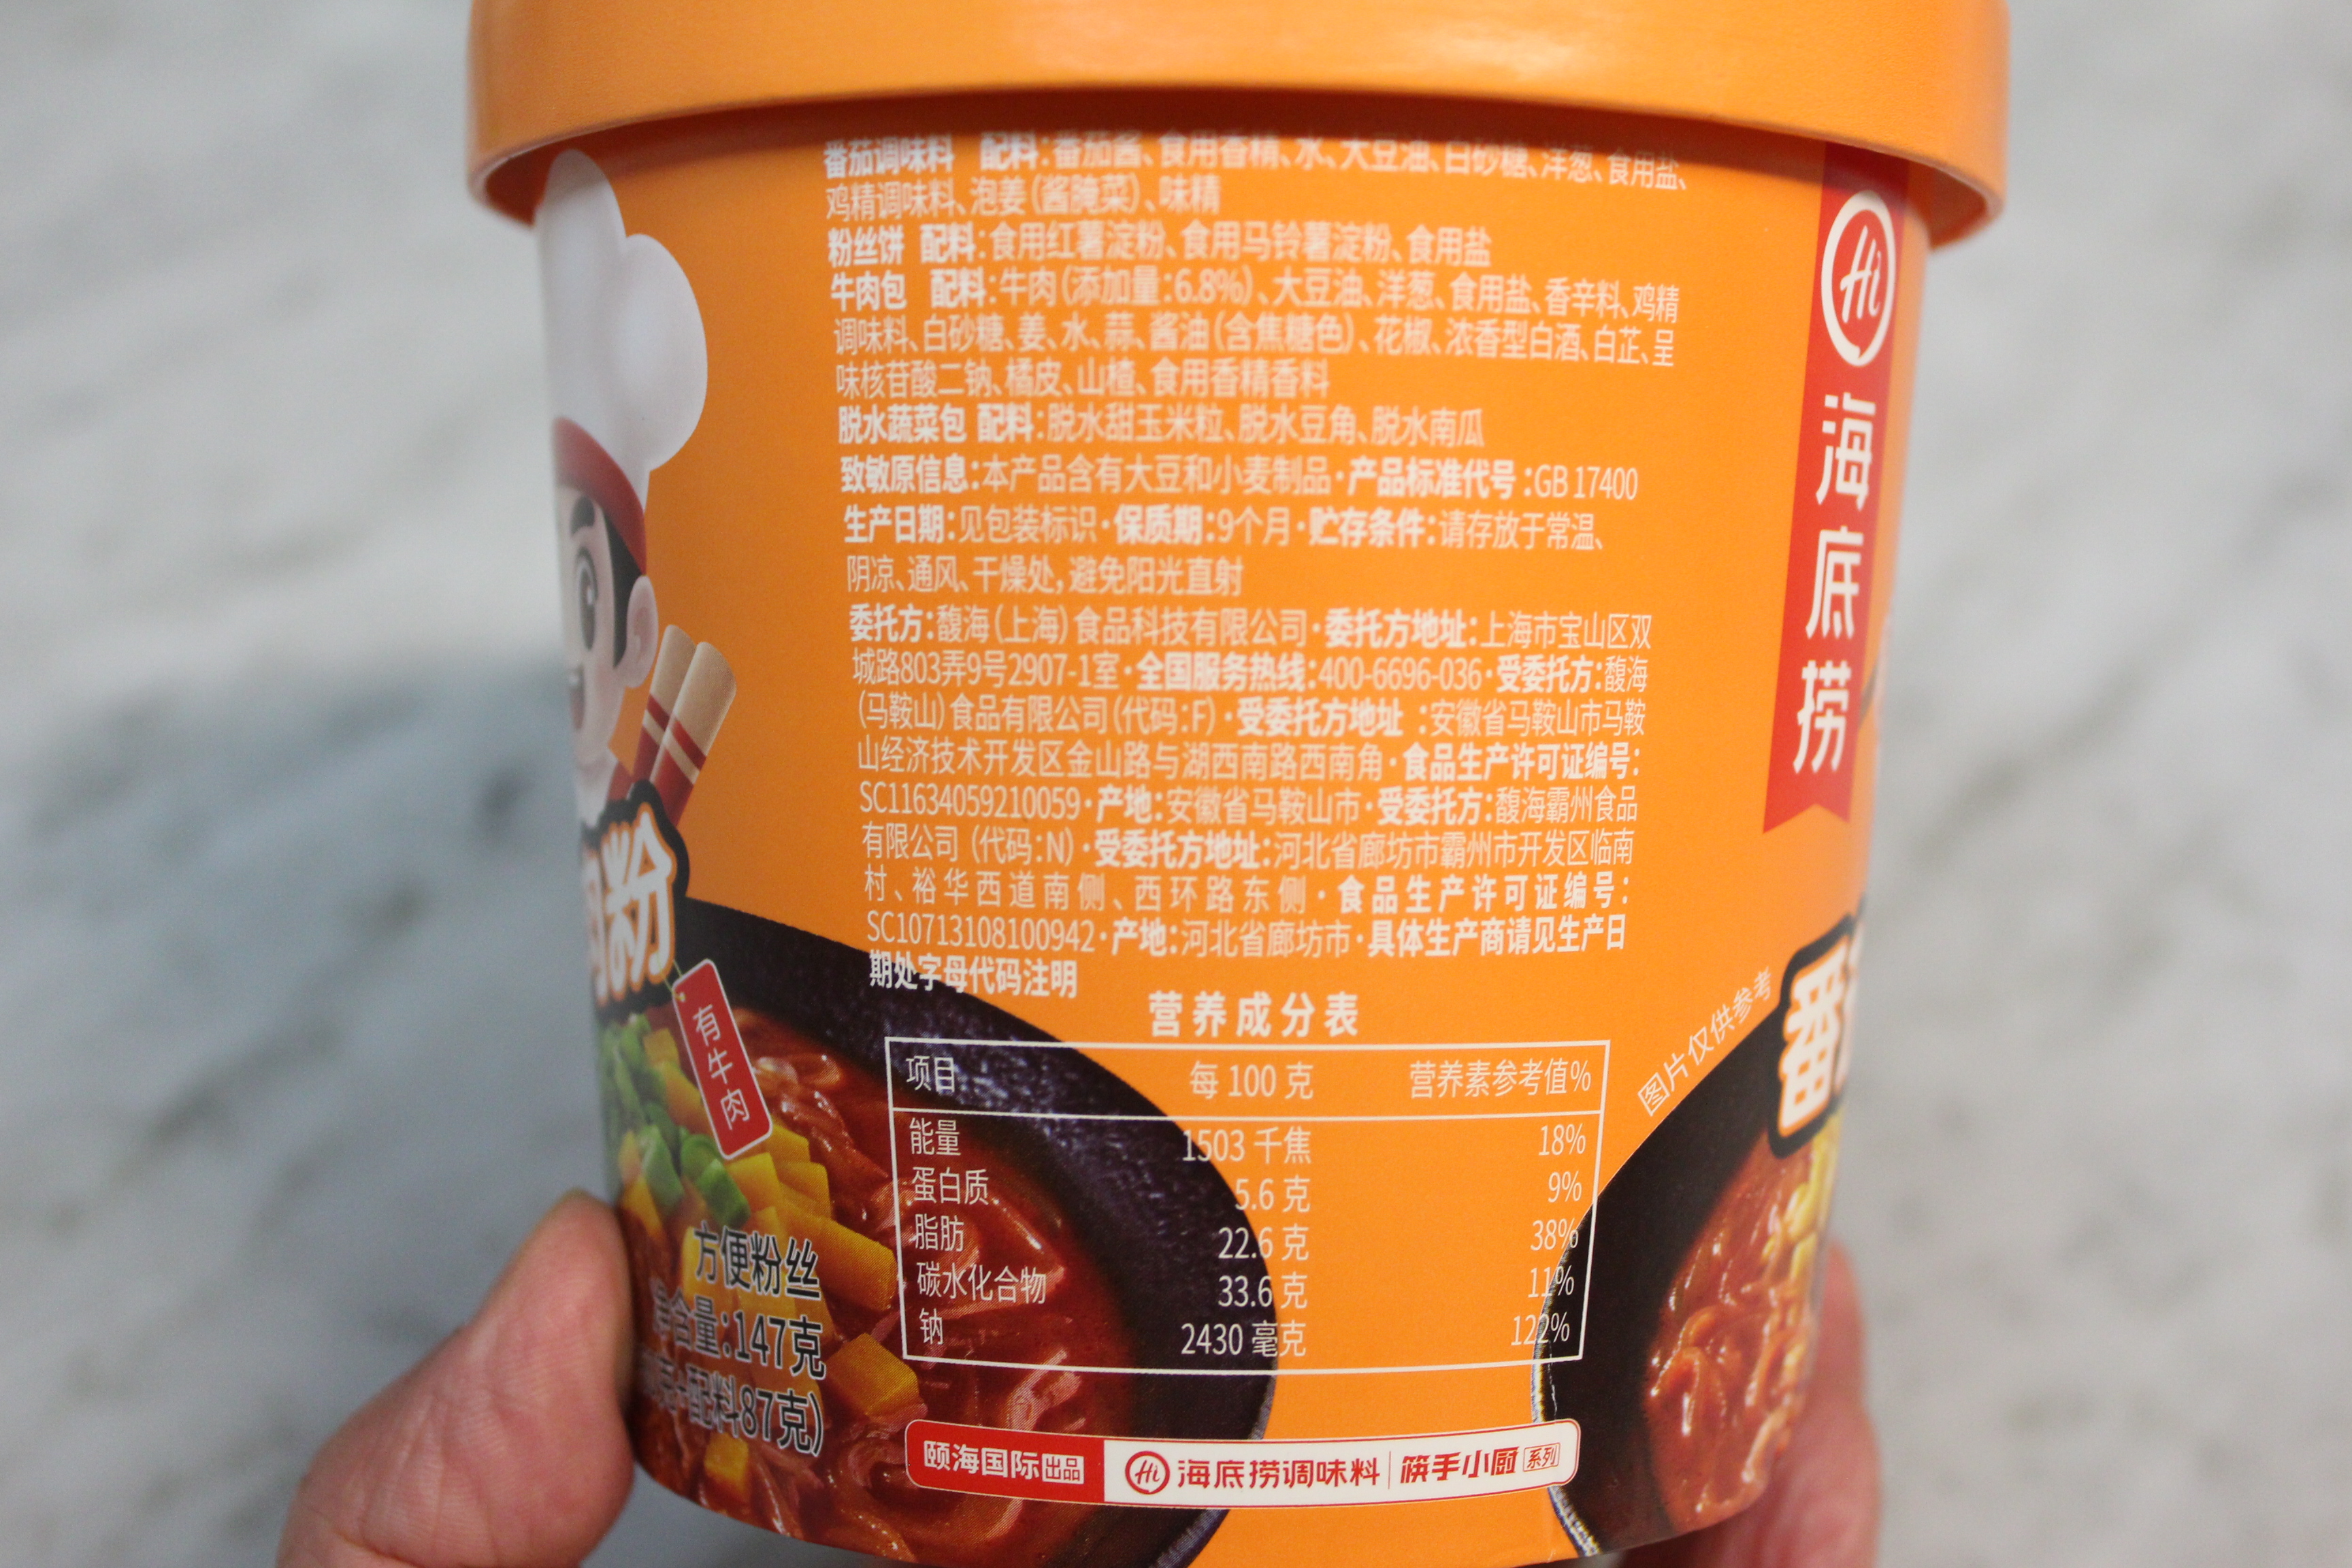 番茄调味料 配料:番茄酱、食用香精、水、大豆油、白砂糖、洋葱、食用盐、
鸡精调味料、泡姜(酱腌菜)、味精
粉丝饼 配料:食用红薯淀粉、食用马铃薯淀粉、食用盐
牛肉包 配料:牛肉(添加量:6.8%)、大豆油、洋葱、食用盐、香辛料、鸡精
调味料、白砂糖、姜、水、蒜、酱油(含焦糖色)、花椒、浓香型白酒、白芷、呈
味核苷酸二钠、橘皮、山楂、食用香精香料
脱水蔬菜包 配料:脱水甜玉米粒、脱水豆角、脱水南瓜
致敏原信息:本产品含有大豆和小麦制品·产品标准代号:GB 17400
生产日期:见包装标识·保质期:9个月·贮存条件:请存放于常温、
阴凉、通风、干燥处,避免阳光直射
委托方:馥海(上海)食品科技有限公司·委托方地址:上海市宝山区双
城路803弄9号2907-1室·全国服务热线:400-6696-036·受委托方:馥海
(马鞍山)食品有限公司(代码:F)·受委托方地址:安徽省马鞍山市马鞍
山经济技术开发区金山路与湖西南路西南角·食品生产许可证编号:
SC11634059210059·产地:安徽省马鞍山市·受委托方:馥海霸州食品
有限公司(代码:N)·受委托方地址:河北省廊坊市霸州市开发区临南
村、裕华西道南侧、西环路东侧·食品生产许可证编号:
SC10713108100942·产地:河北省廊坊市·具体生产商请见生产日
期处字母代码注明
营养成分表
项目 每 100 克 营养素参考值%
能量 1503 千焦 18%
蛋白质 5.6 克 9%
脂肪 22.6 克 38%
碳水化合物 33.6 克 11%
钠 2430 毫克 122%
颐海国际出品 Hi 海底捞调味料 筷手小厨 系列
Hi
海底捞
粉
有牛肉
方便粉丝
净含量:147克
配料87克)
图片仅供参考
番